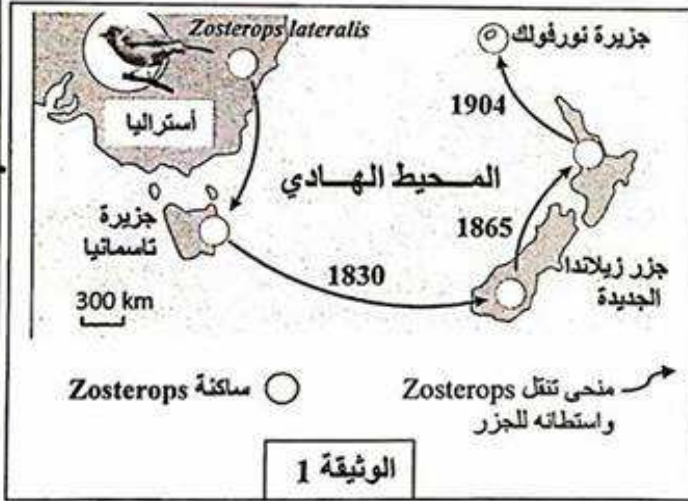 Zosterops lateralis
جزيرة نورفولك
1904
أستراليا
المحيط الهادي
جزيرة
تاسمانيا
1865
1830
جزر زيلاندا
الجديدة
300 km
منحى تنقل Zosterops
واستطانه للجزر
ساكنة Zosterops
الوثيقة 1